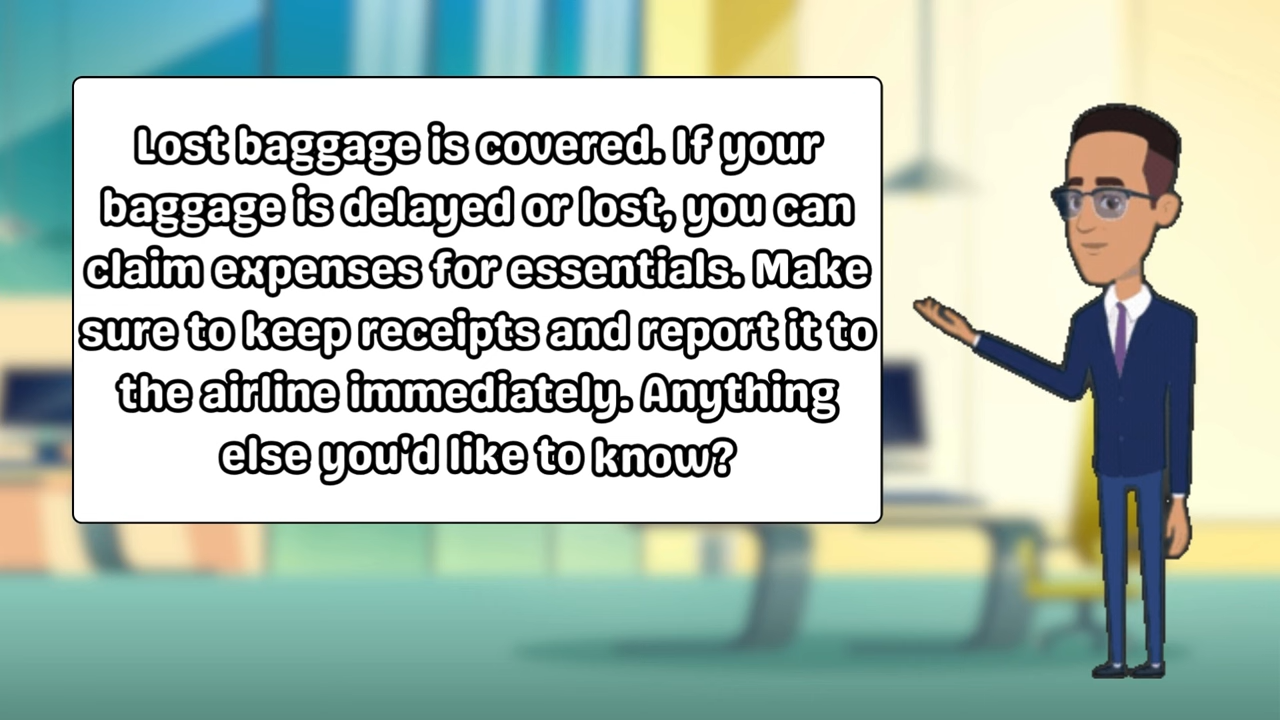 Lost baggage is covered. If your
baggage is delayed or lost, you can
claim expenses for essentials. Make
sure to keep receipts and report it to
the airline immediately. Anything
else you'd like to know?